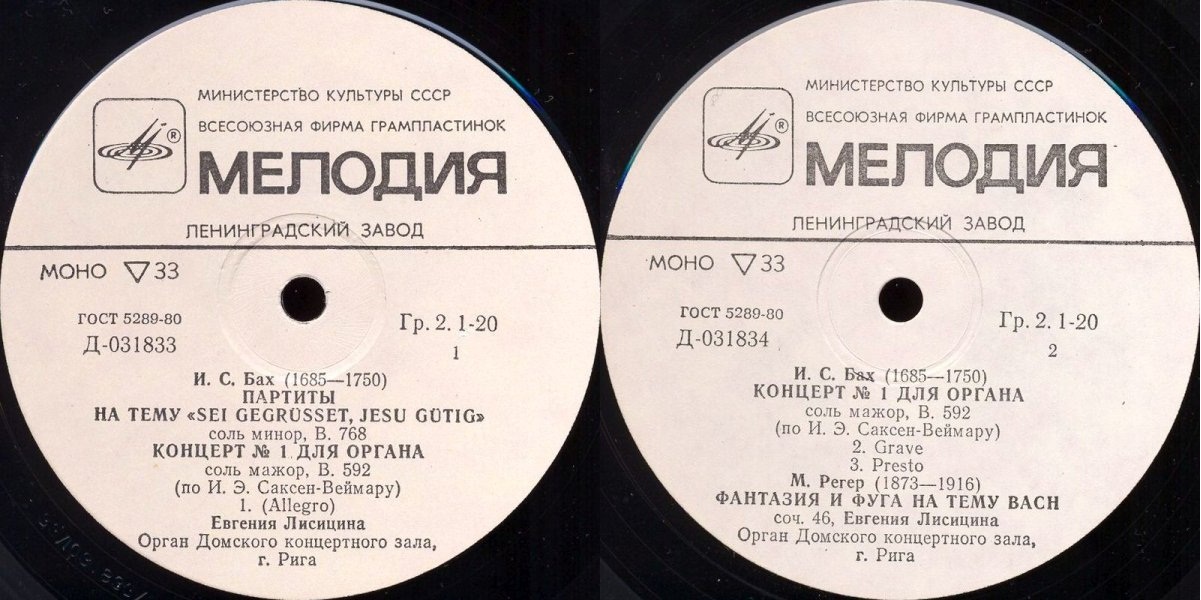 МИНИСТЕРСТВО КУЛЬТУРЫ СССР
ВСЕСОЮЗНАЯ ФИРМА ГРАМПЛАСТИНОК
®
МЕЛОДИЯ
ЛЕНИНГРАДСКИЙ ЗАВОД
МОНО ▽ 33
ГОСТ 5289-80
Гр. 2. 1-20
Д-031833
1
И. С. Бах (1685—1750)
ПАРТИТЫ
НА ТЕМУ «SEI GEGRÜSSET, JESU GÜTIG»
соль минор, В. 768
КОНЦЕРТ № 1 ДЛЯ ОРГАНА
соль мажор, В. 592
(по И. Э. Саксен-Веймару)
1. (Allegro)
Евгения Лисицина
Орган Домского концертного зала,
г. Рига
МИНИСТЕРСТВО КУЛЬТУРЫ СССР
ВСЕСОЮЗНАЯ ФИРМА ГРАМПЛАСТИНОК
®
МЕЛОДИЯ
ЛЕНИНГРАДСКИЙ ЗАВОД
МОНО ▽ 33
ГОСТ 5289-80
Гр. 2. 1-20
Д-031834
2
И. С. Бах (1685—1750)
КОНЦЕРТ № 1 ДЛЯ ОРГАНА
соль мажор, В. 592
(по И. Э. Саксен-Веймару)
2. Grave
3. Presto
М. Регер (1873—1916)
ФАНТАЗИЯ И ФУГА НА ТЕМУ BACH
соч. 46, Евгения Лисицина
Орган Домского концертного зала,
г. Рига